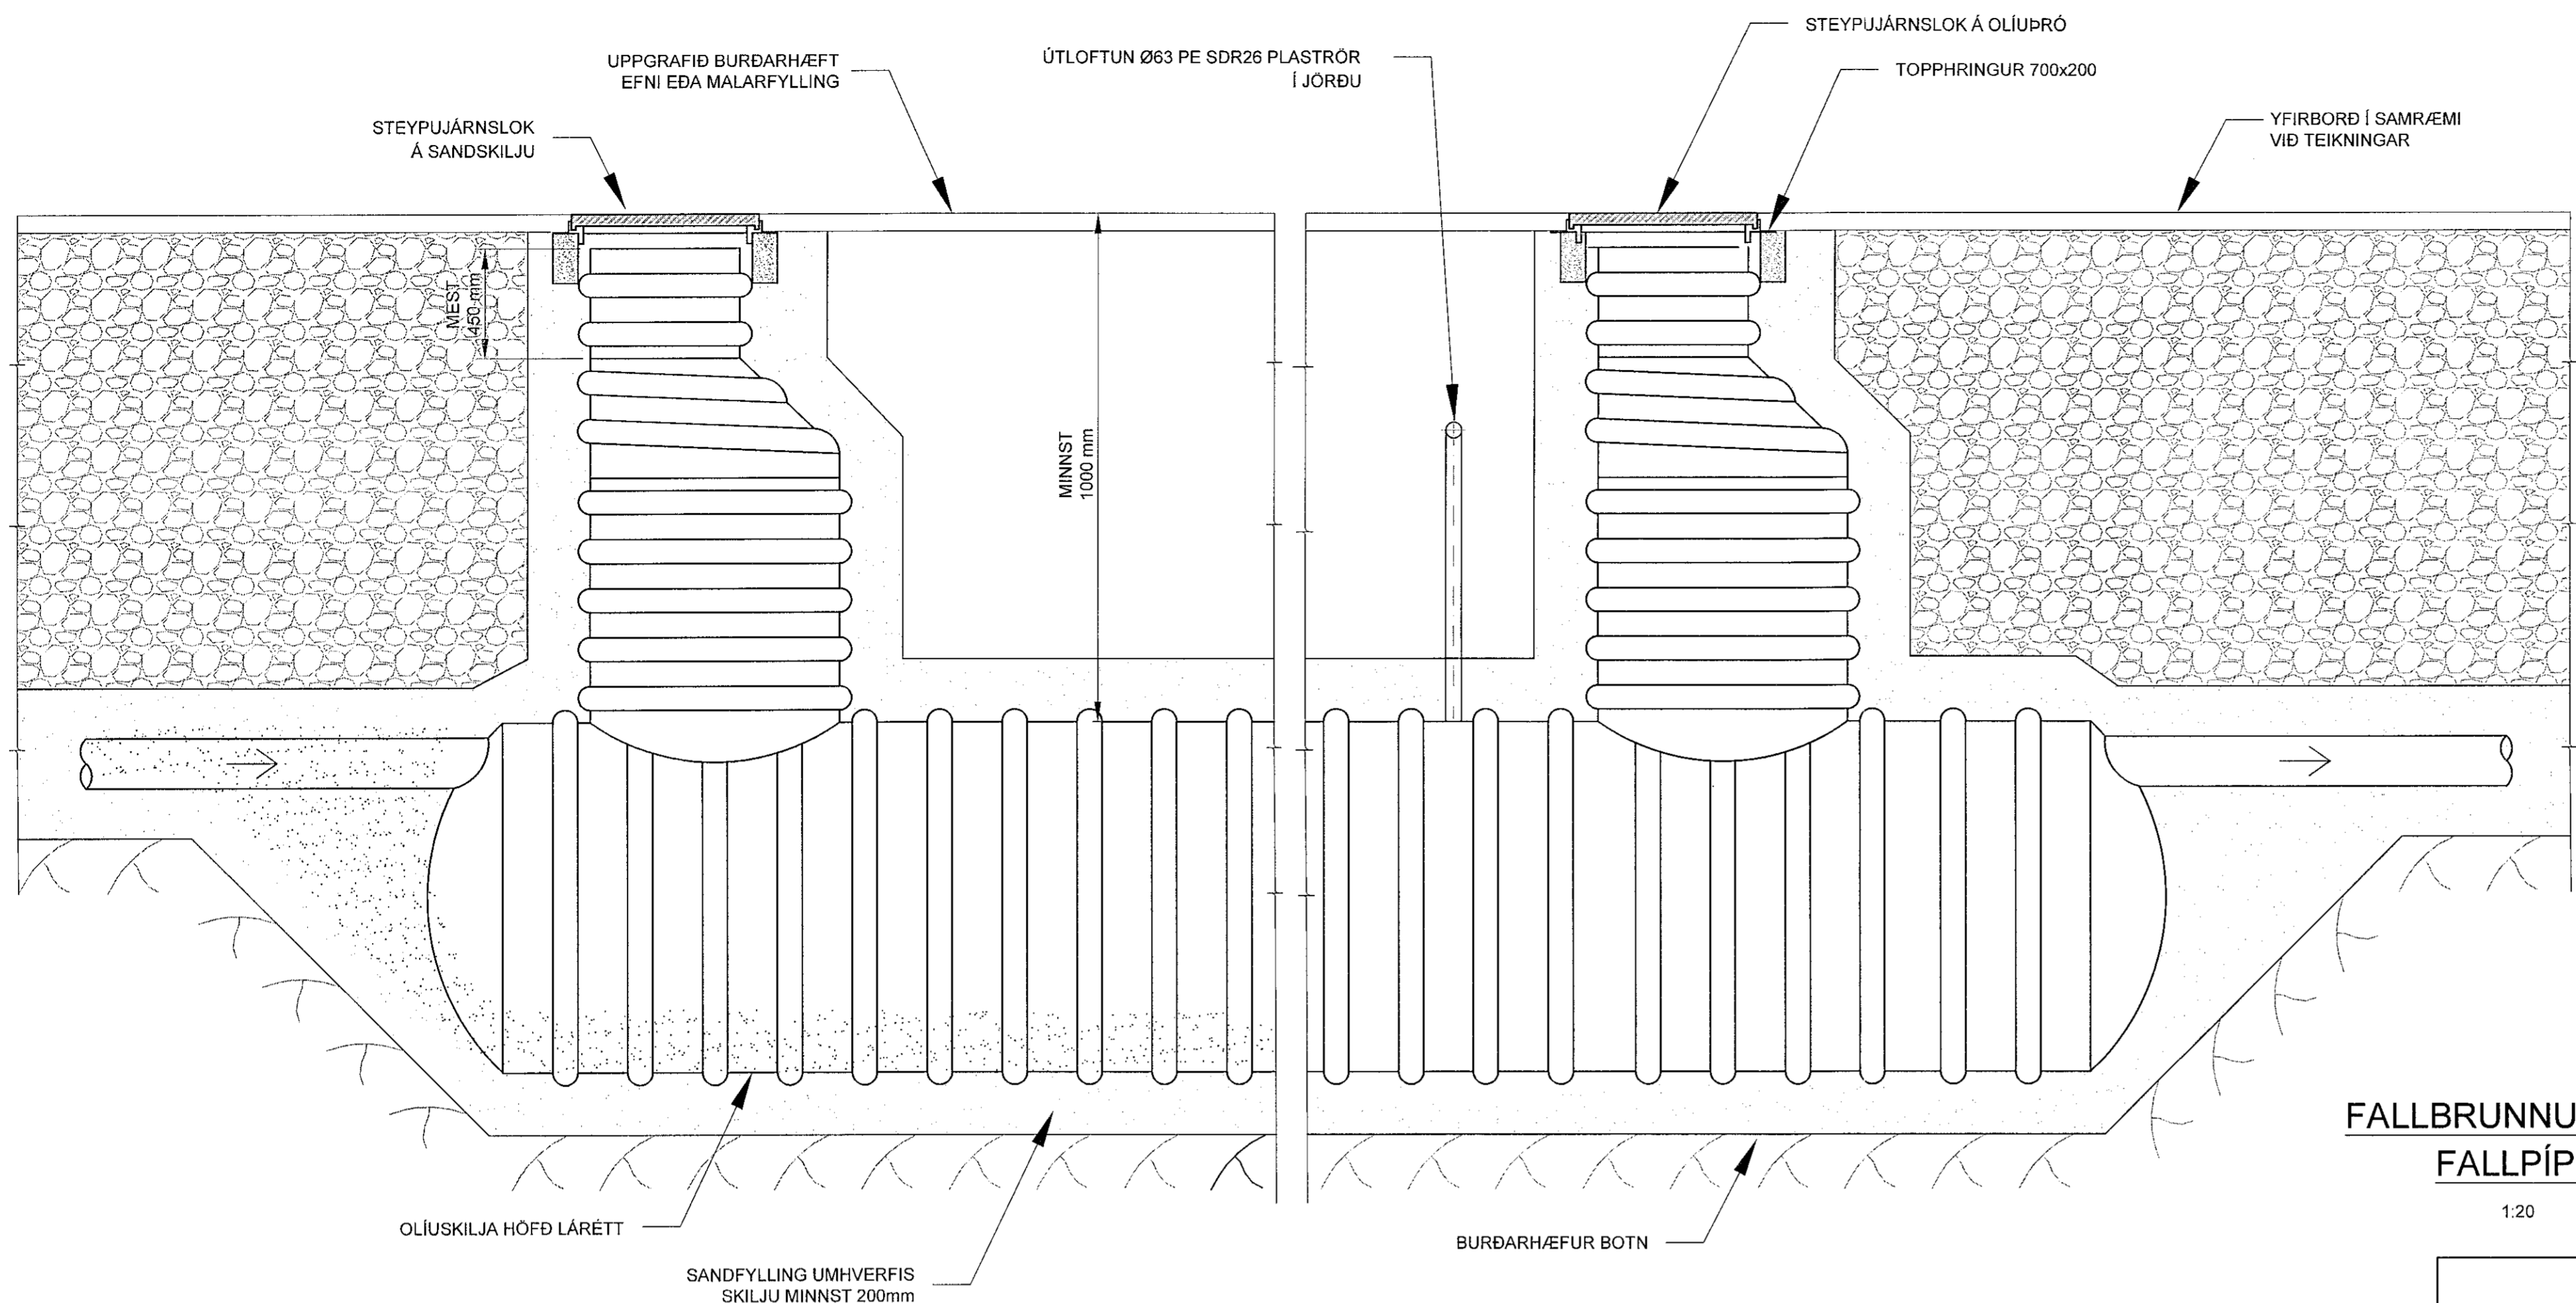 STEYPUJÁRNSLOK Á OLÍUÞRÓ
UPPGRAFIÐ BURÐARHÆFT
EFNI EÐA MALARFYLLING
ÚTLOFTUN Ø63 PE SDR26 PLASTRÖR
Í JÖRÐU
TOPPHRINGUR 700x200
STEYPUJÁRNSLOK
Á SANDSKILJU
YFIRBORÐ Í SAMRÆMI
VIÐ TEIKNINGAR
MEST
450 mm
MINNST
1000 mm
FALLBRUNNU
FALLPÍP
1:20
OLÍUSKILJA HÖFÐ LÁRÉTT
BURÐARHÆFUR BOTN
SANDFYLLING UMHVERFIS
SKILJU MINNST 200mm